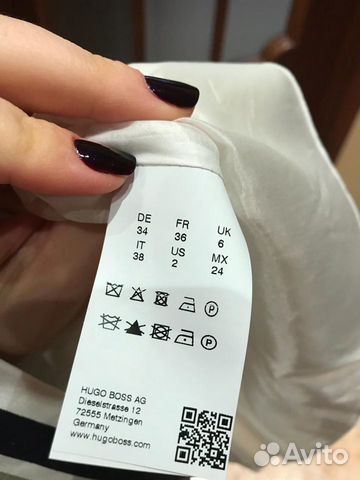 DE FR UK
34 36 6
IT US MX
38 2 24
P
P
HUGO BOSS AG
Dieselstrasse 12
72555 Metzingen
Germany
www.hugoboss.com
Avito